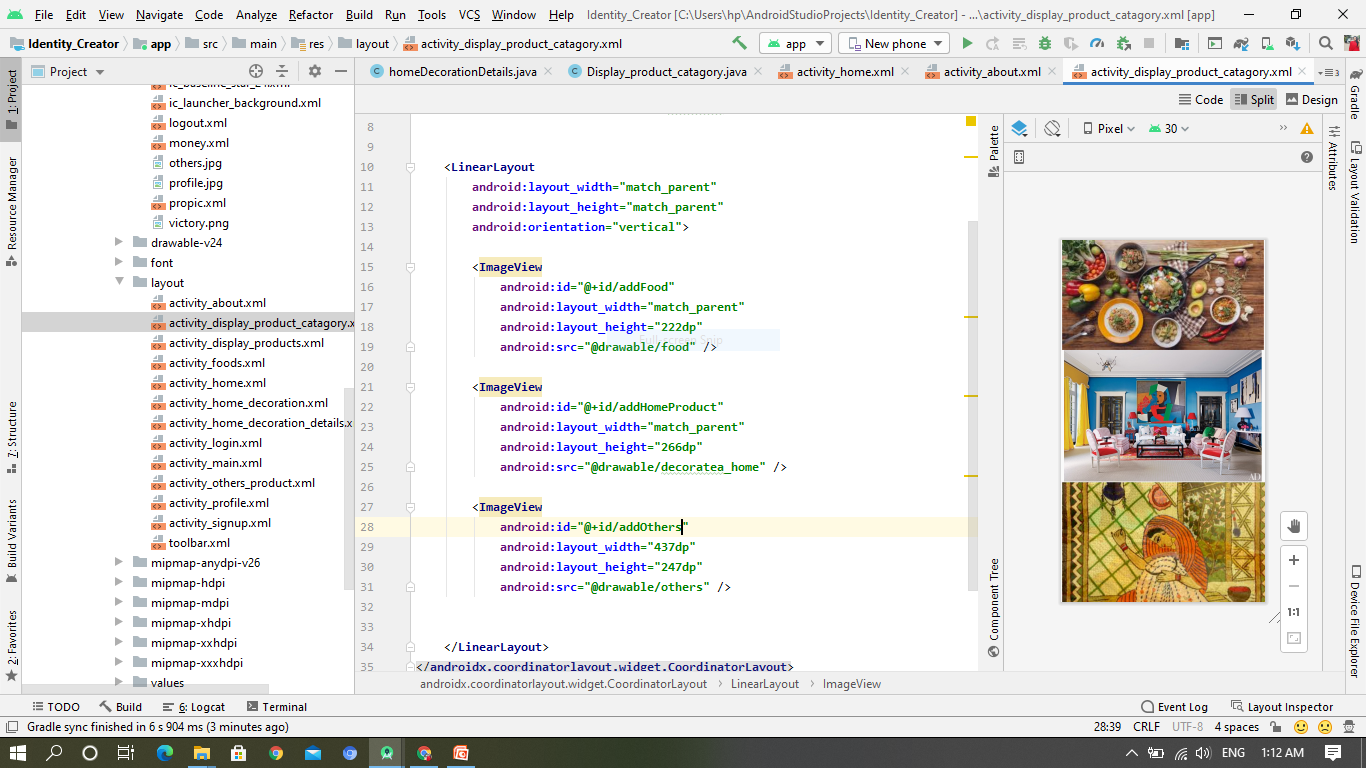 File Edit View Navigate Code Analyze Refactor Build Run Tools VCS Window Help Identity_Creator [C:\Users\hp\AndroidStudioProjects\Identity_Creator] - ...\activity_display_product_catagory.xml [app]
Identity_Creator app src main res layout activity_display_product_catagory.xml app New phone
Project homeDecorationDetails.java Display_product_catagory.java activity_home.xml activity_about.xml activity_display_product_catagory.xml 3
Code Split Design
1: Project
Resource Manager
7: Structure
Build Variants
2: Favorites
ic_launcher_background.xml
logout.xml
money.xml
others.jpg
profile.jpg
propic.xml
victory.png
drawable-v24
font
layout
activity_about.xml
activity_display_product_catagory.x
activity_display_products.xml
activity_foods.xml
activity_home.xml
activity_home_decoration.xml
activity_home_decoration_details.x
activity_login.xml
activity_main.xml
activity_others_product.xml
activity_profile.xml
activity_signup.xml
toolbar.xml
mipmap-anydpi-v26
mipmap-hdpi
mipmap-mdpi
mipmap-xhdpi
mipmap-xxhdpi
mipmap-xxxhdpi
values
8
9
10 <LinearLayout
11 android:layout_width="match_parent"
12 android:layout_height="match_parent"
13 android:orientation="vertical">
14
15 <ImageView
16 android:id="@+id/addFood"
17 android:layout_width="match_parent"
18 android:layout_height="222dp"
19 android:src="@drawable/food" />
20
21 <ImageView
22 android:id="@+id/addHomeProduct"
23 android:layout_width="match_parent"
24 android:layout_height="266dp"
25 android:src="@drawable/decoratea_home" />
26
27 <ImageView
28 android:id="@+id/addOthers"
29 android:layout_width="437dp"
30 android:layout_height="247dp"
31 android:src="@drawable/others" />
32
33
34 </LinearLayout>
35 </androidx.coordinatorlayout.widget.CoordinatorLayout>
androidx.coordinatorlayout.widget.CoordinatorLayout LinearLayout ImageView
Palette
Component Tree
Pixel 30
AD
1:1
Attributes
Gradle
Layout Validation
Device File Explorer
TODO Build 6: Logcat Terminal Event Log Layout Inspector
Gradle sync finished in 6 s 904 ms (3 minutes ago) 28:39 CRLF UTF-8 4 spaces
ENG 1:12 AM